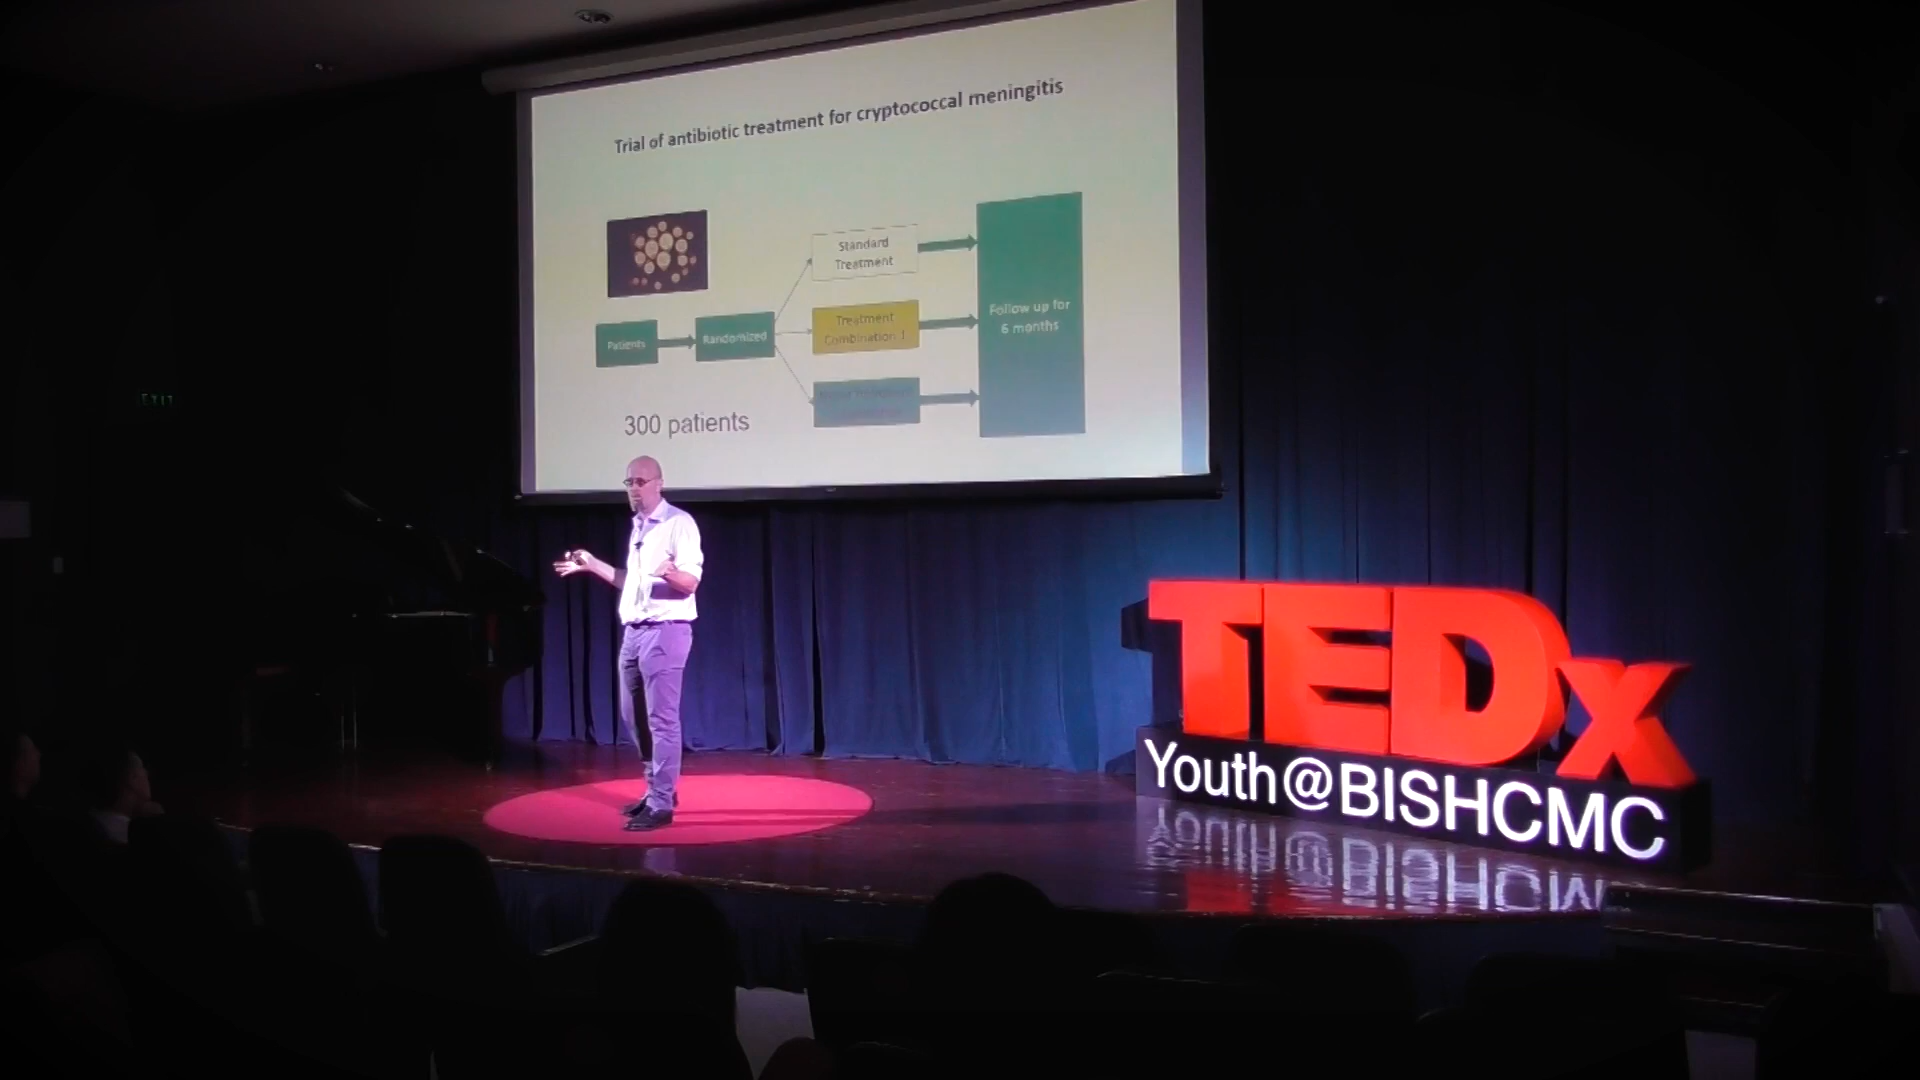 Trial of antibiotic treatment for cryptococcal meningitis
Standard
Treatment
Treatment
Combination 1
Follow up for
6 months
Patients
Randomized
300 patients
EXIT
TEDx
Youth@BISHCMC